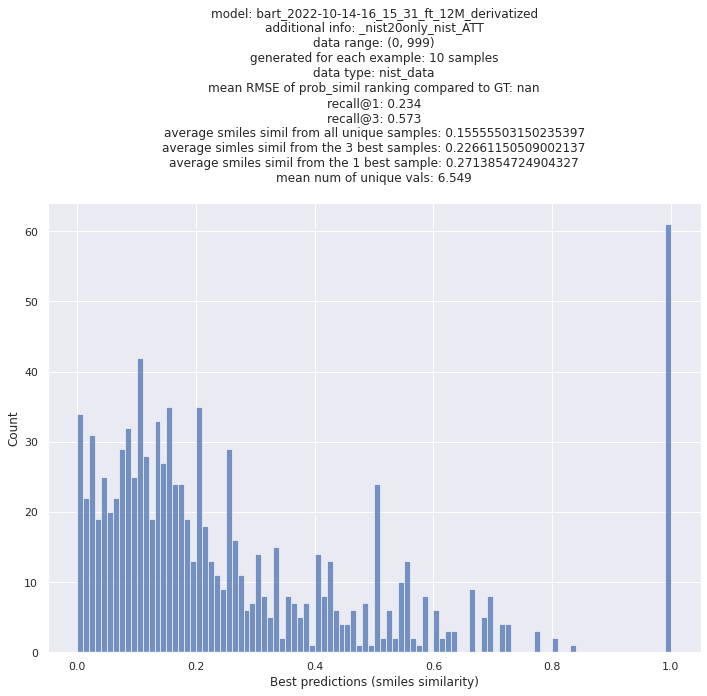 model: bart_2022-10-14-16_15_31_ft_12M_derivatized
additional info: _nist20only_nist_ATT
data range: (0, 999)
generated for each example: 10 samples
data type: nist_data
mean RMSE of prob_simil ranking compared to GT: nan
recall@1: 0.234
recall@3: 0.573
average smiles simil from all unique samples: 0.15555503150235397
average simles simil from the 3 best samples: 0.22661150509002137
average smiles simil from the 1 best sample: 0.2713854724904327
mean num of unique vals: 6.549
60
50
40
30
20
10
0
Count
0.0 0.2 0.4 0.6 0.8 1.0
Best predictions (smiles similarity)